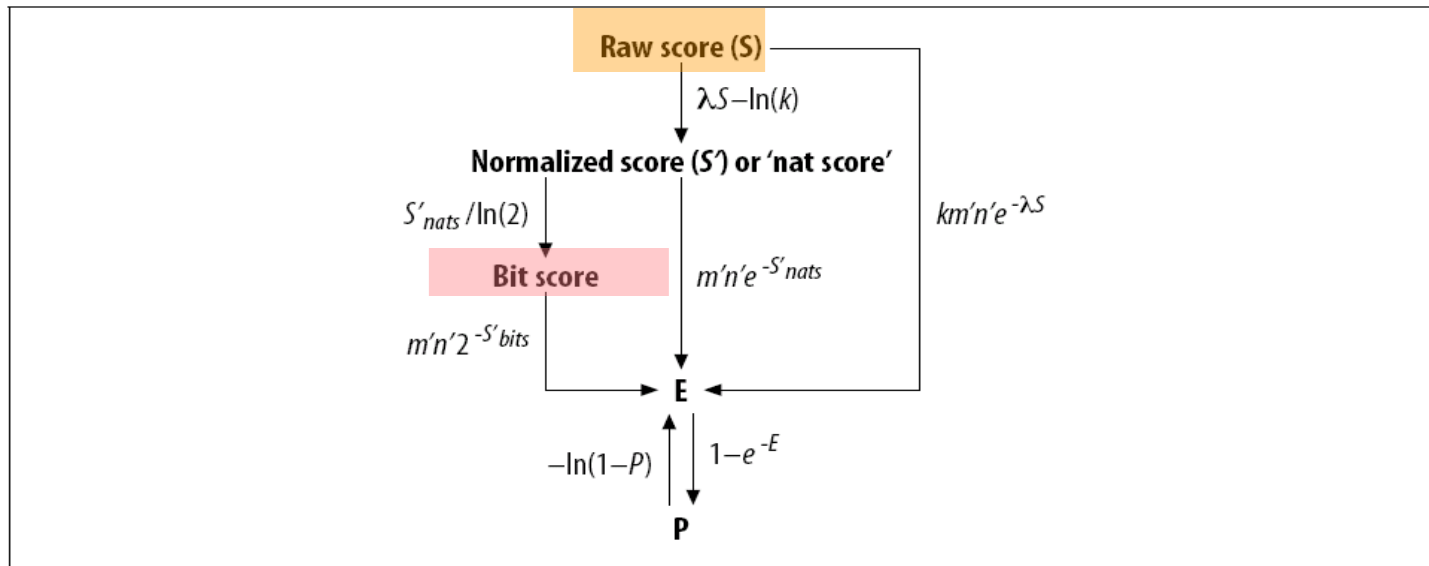 Raw score (S)
λS–ln(k)
Normalized score (S′) or ‘nat score’
S′nats /ln(2)
km′n′e -λS
Bit score
m′n′e -S′nats
m′n′2 -S′bits
E
–ln(1–P)
1–e -E
P